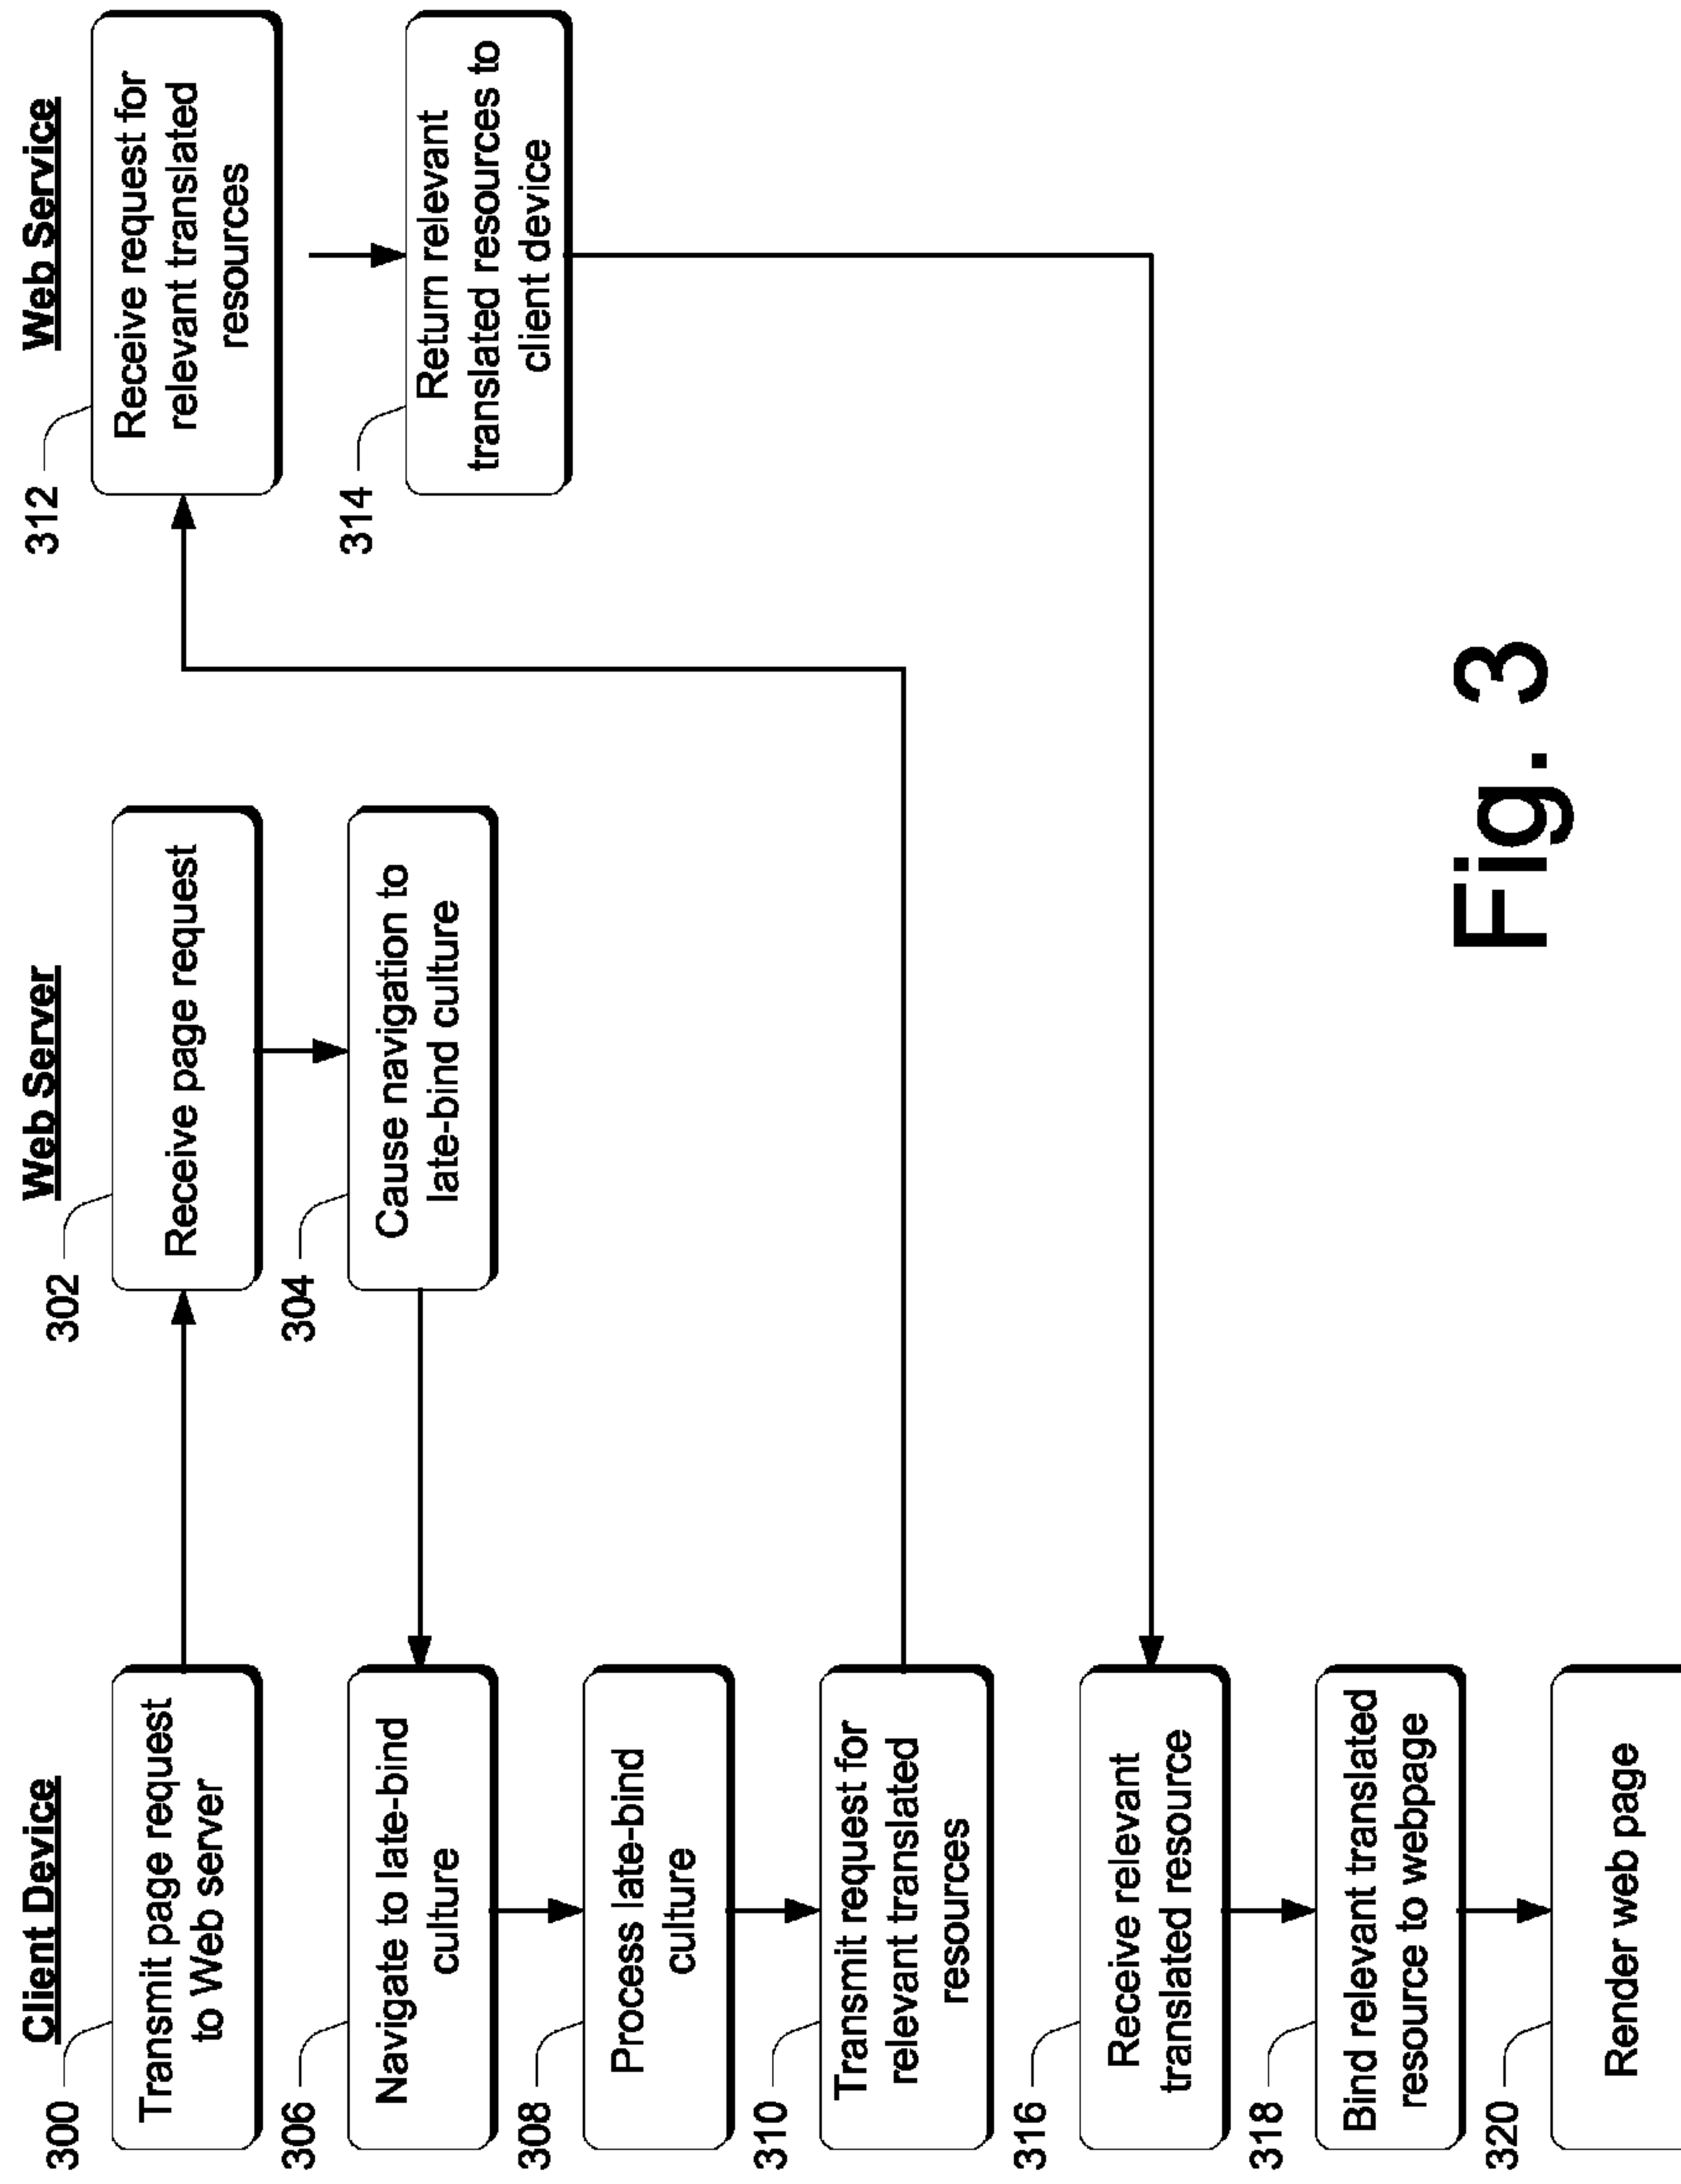 Client Device
300
Transmit page request
to Web server
306
Navigate to late-bind
culture
308
Process late-bind
culture
310
Transmit request for
relevant translated
resources
316
Receive relevant
translated resource
318
Bind relevant translated
resource to webpage
320
Render web page
Web Server
302
Receive page request
304
Cause navigation to
late-bind culture
Web Service
312
Receive request for
relevant translated
resources
314
Return relevant
translated resources to
client device
Fig. 3